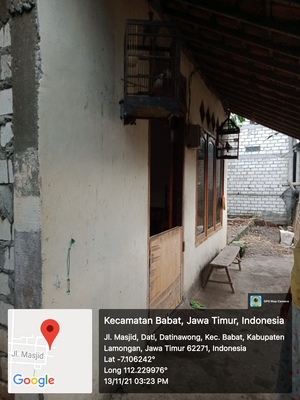 GPS Map Camera
Kecamatan Babat, Jawa Timur, Indonesia
Jl. Masjid, Dati, Datinawong, Kec. Babat, Kabupaten
Lamongan, Jawa Timur 62271, Indonesia
Lat -7.106242°
Long 112.229976°
13/11/21 03:23 PM
Jl. Masjid
Google